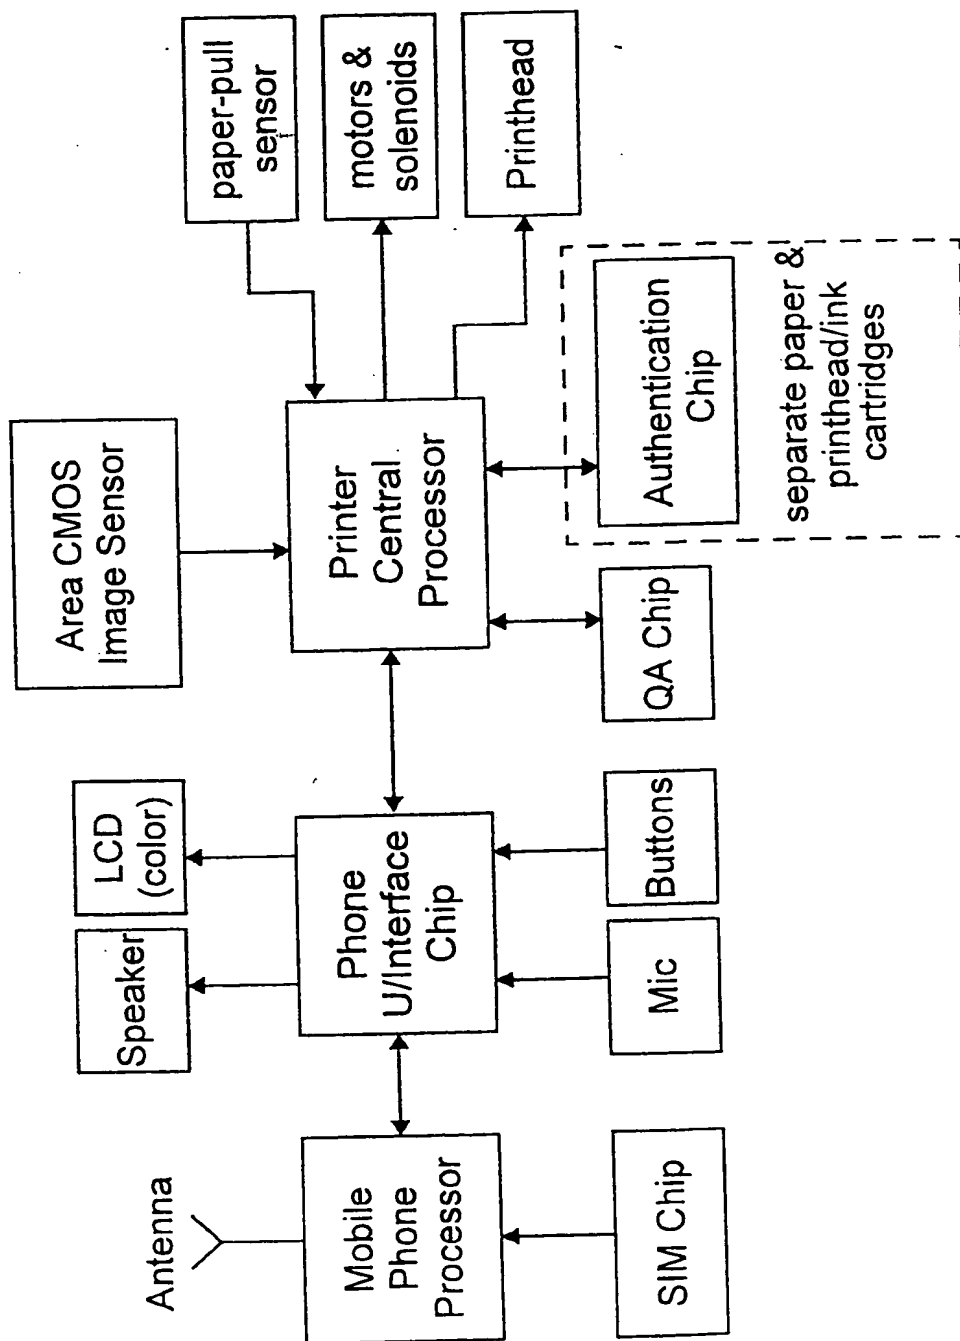 Antenna
Mobile
Phone
Processor
SIM Chip
Speaker
LCD
(color)
Phone
U/Interface
Chip
Mic
Buttons
Area CMOS
Image Sensor
Printer
Central
Processor
QA Chip
Authentication
Chip
separate paper &
printhead/ink
cartridges
paper-pull
sensor
motors &
solenoids
Printhead